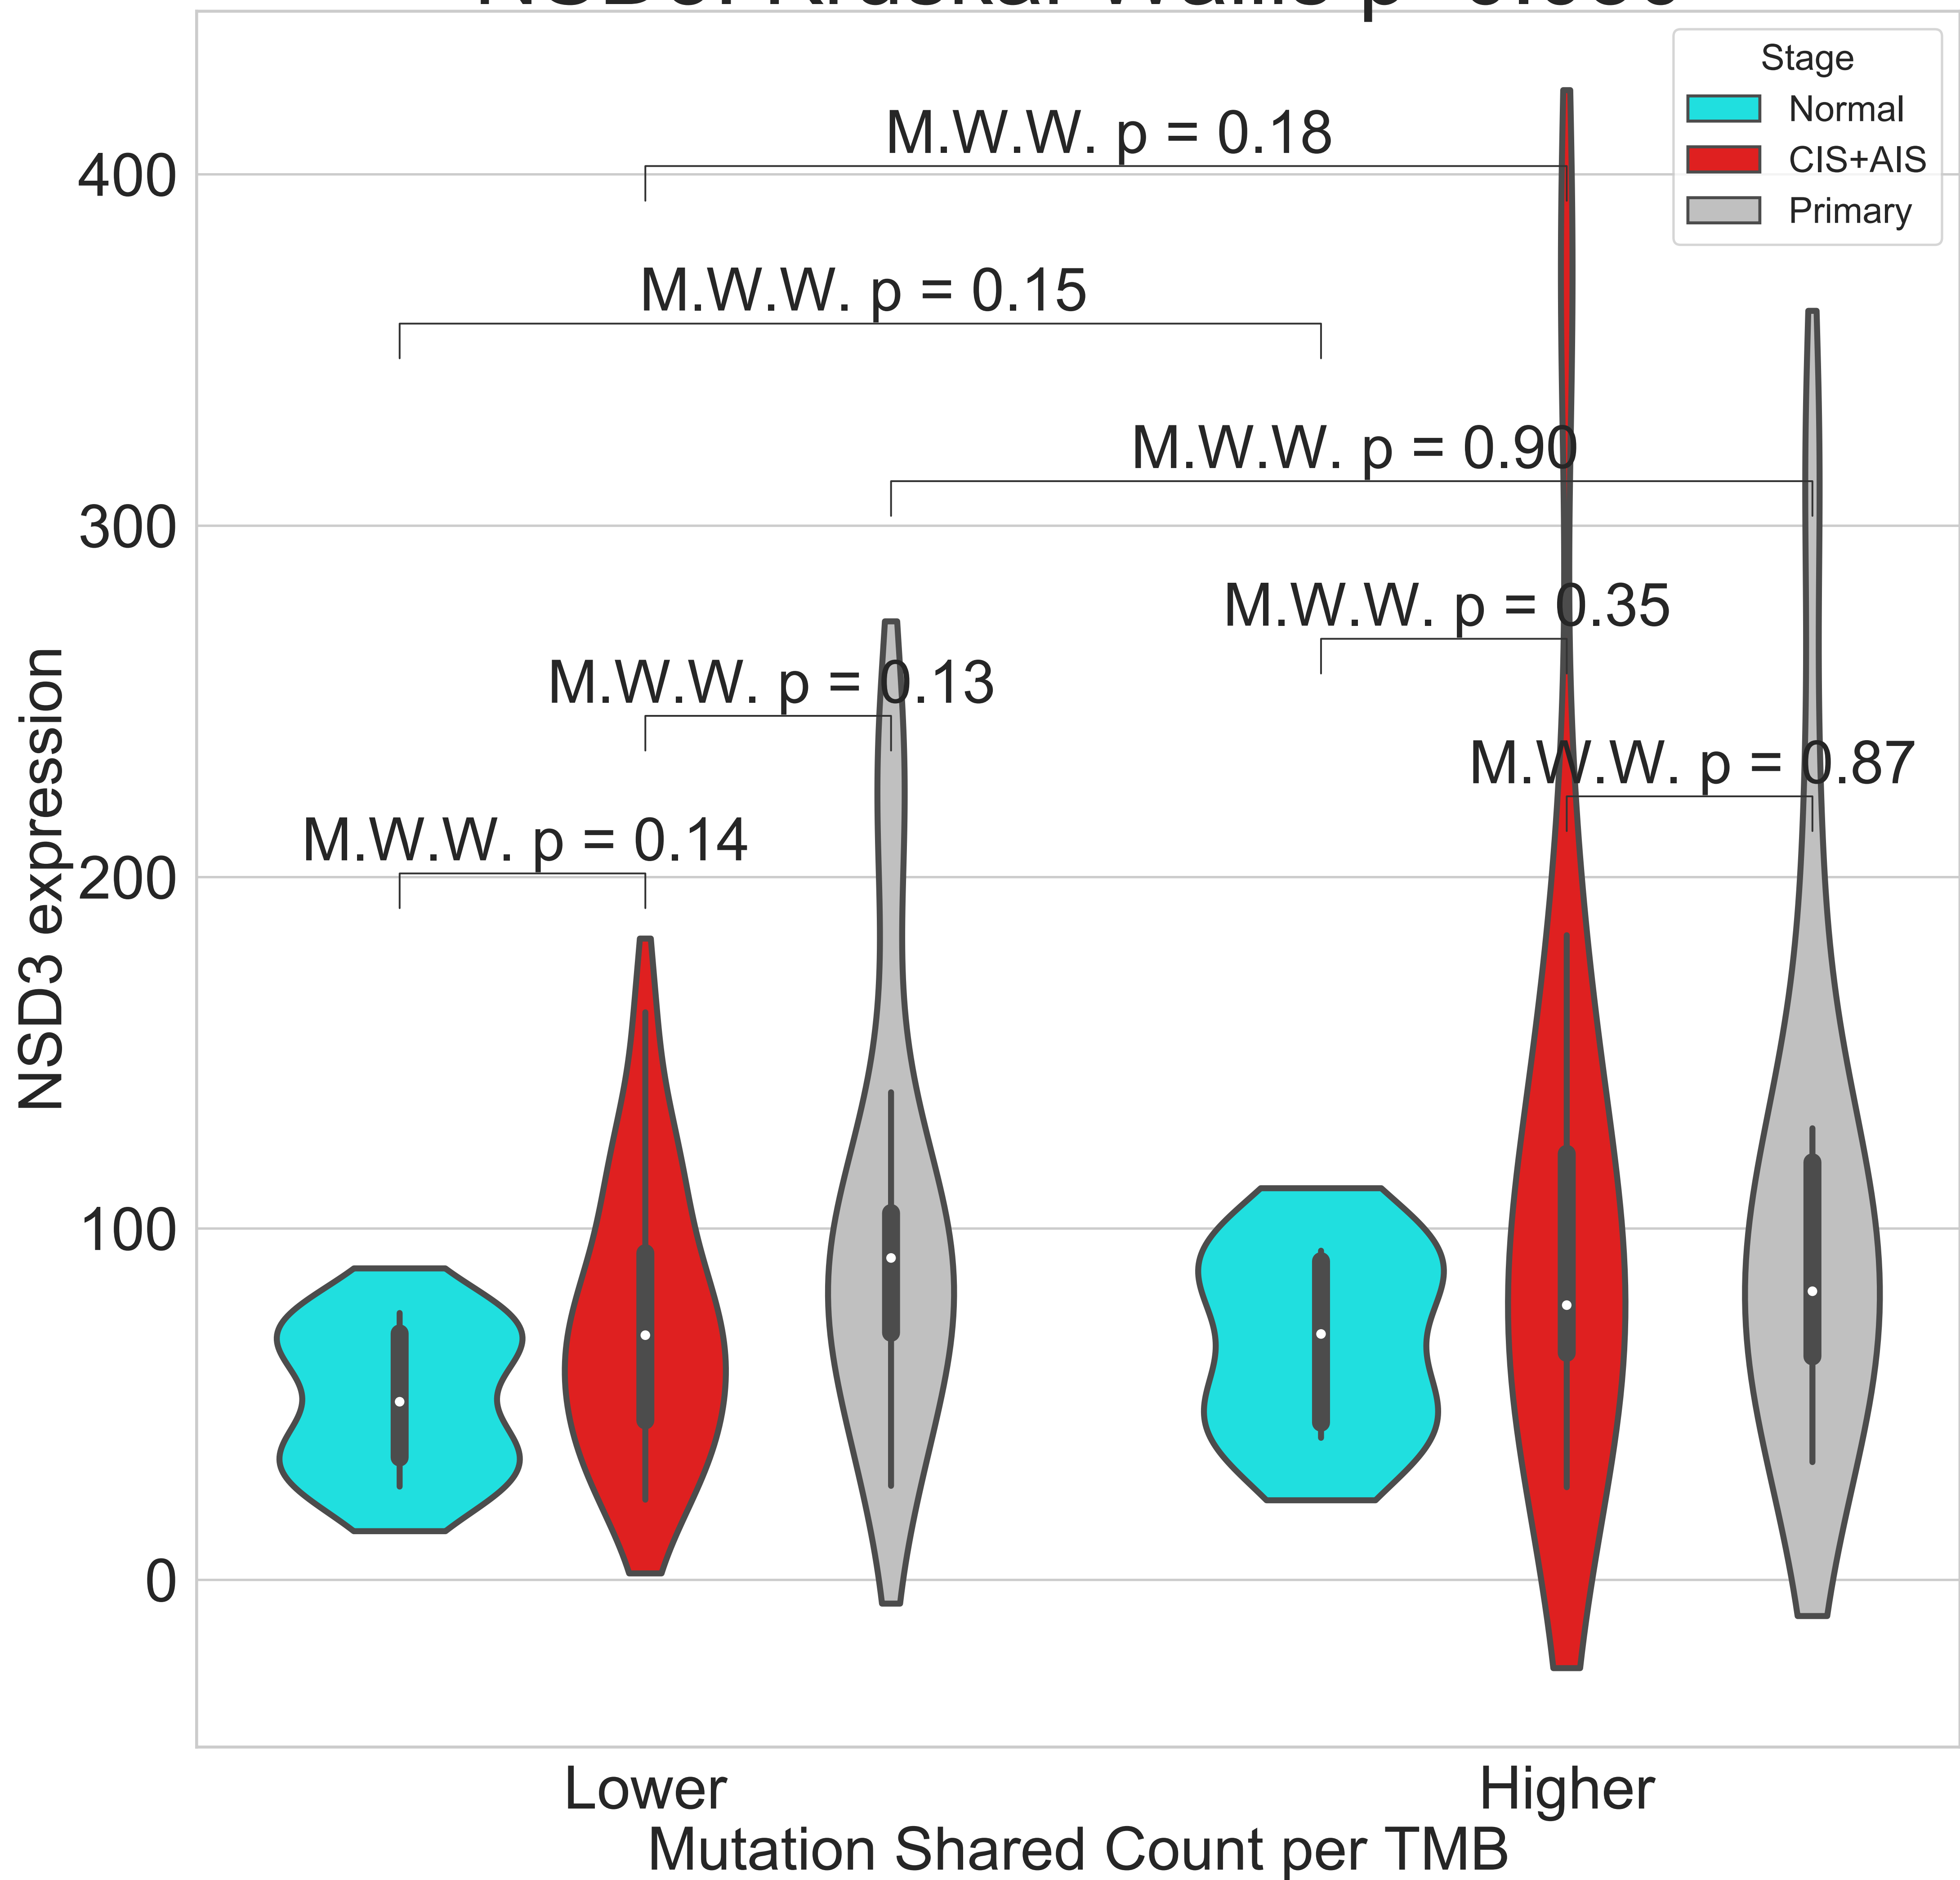 Stage
Normal
CIS+AIS
Primary
M.W.W. p = 0.18
400
M.W.W. p = 0.15
M.W.W. p = 0.90
300
M.W.W. p = 0.35
M.W.W. p = 0.13
M.W.W. p = 0.87
M.W.W. p = 0.14
200
NSD3 expression
100
0
Lower
Higher
Mutation Shared Count per TMB